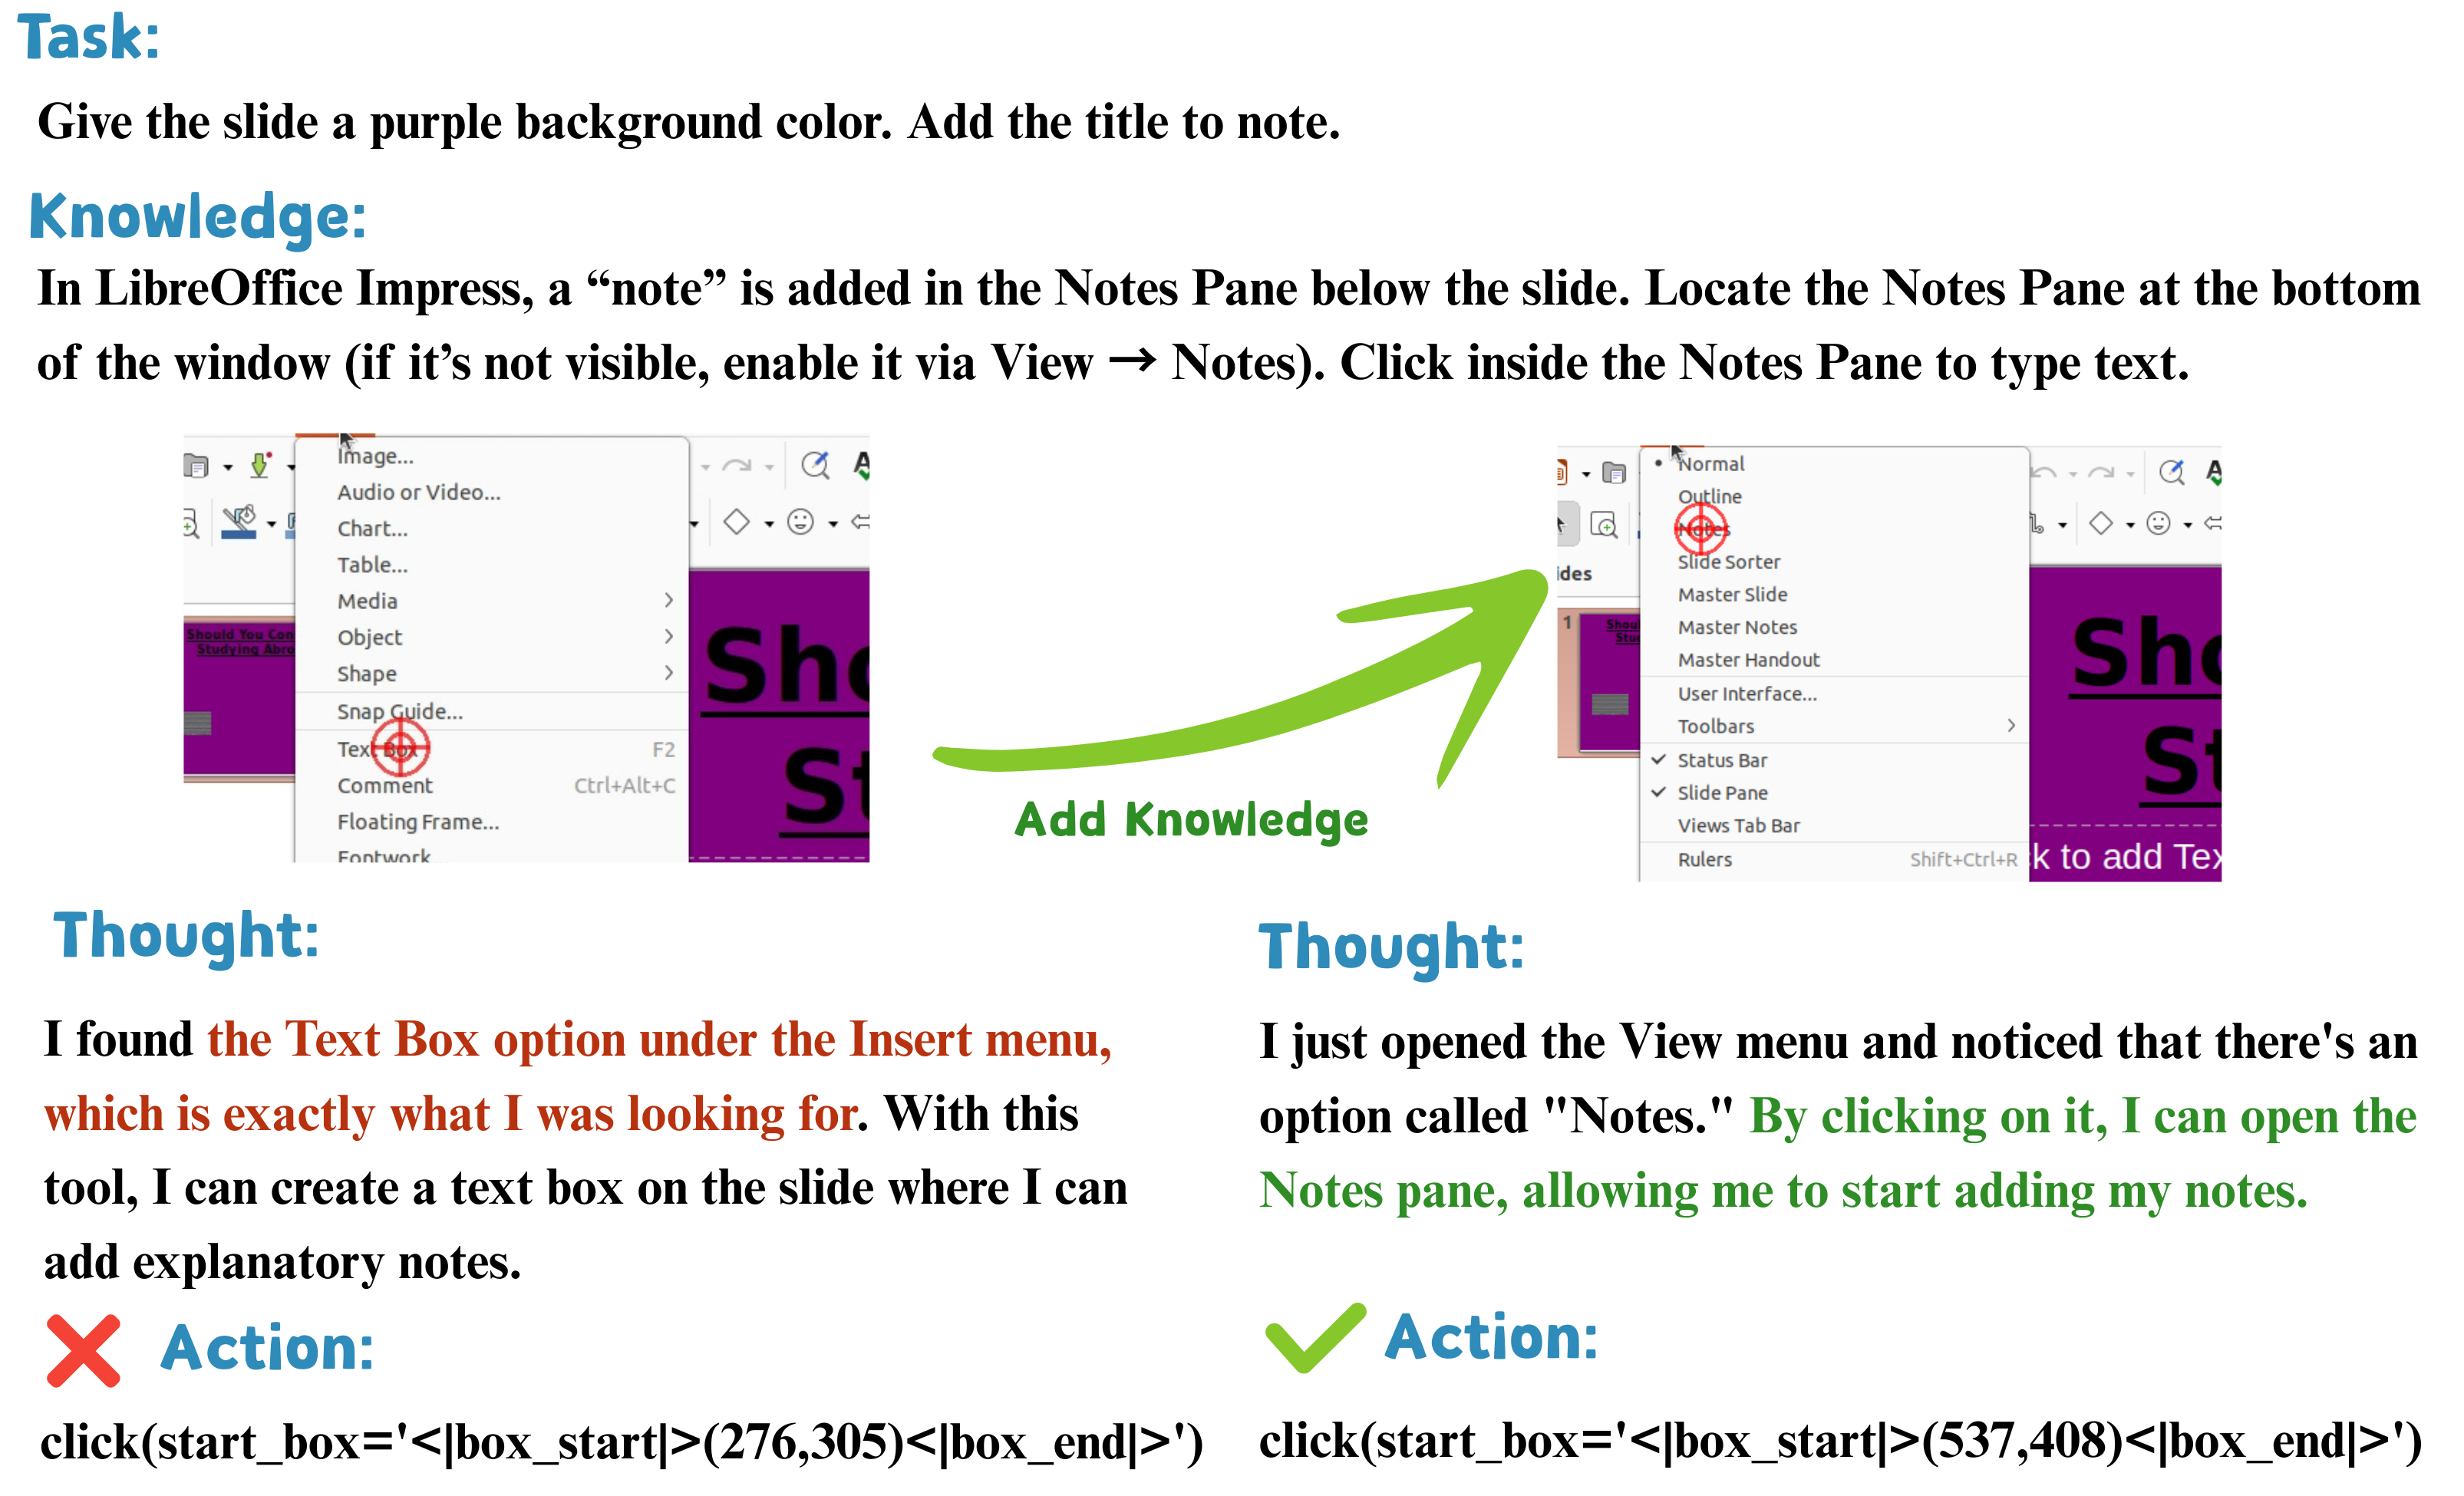 Task:
Give the slide a purple background color. Add the title to note.
Knowledge:
In LibreOffice Impress, a “note” is added in the Notes Pane below the slide. Locate the Notes Pane at the bottom
of the window (if it’s not visible, enable it via View → Notes). Click inside the Notes Pane to type text.
Image...
Audio or Video...
Chart...
Table...
Media
Object
Shape
Snap Guide...
Text Box F2
Comment Ctrl+Alt+C
Floating Frame...
Fontwork...
Should You Con
Studying Abro
Sho
St
Add Knowledge
Normal
Outline
Notes
Slide Sorter
Master Slide
Master Notes
Master Handout
User Interface...
Toolbars
Status Bar
Slide Pane
Views Tab Bar
Rulers Shift+Ctrl+R
ides
1
Shou
Stu
Sho
St
k to add Tex
Thought:
I found the Text Box option under the Insert menu,
which is exactly what I was looking for. With this
tool, I can create a text box on the slide where I can
add explanatory notes.
Action:
click(start_box='<|box_start|>(276,305)<|box_end|>')
Thought:
I just opened the View menu and noticed that there's an
option called "Notes." By clicking on it, I can open the
Notes pane, allowing me to start adding my notes.
Action:
click(start_box='<|box_start|>(537,408)<|box_end|>')